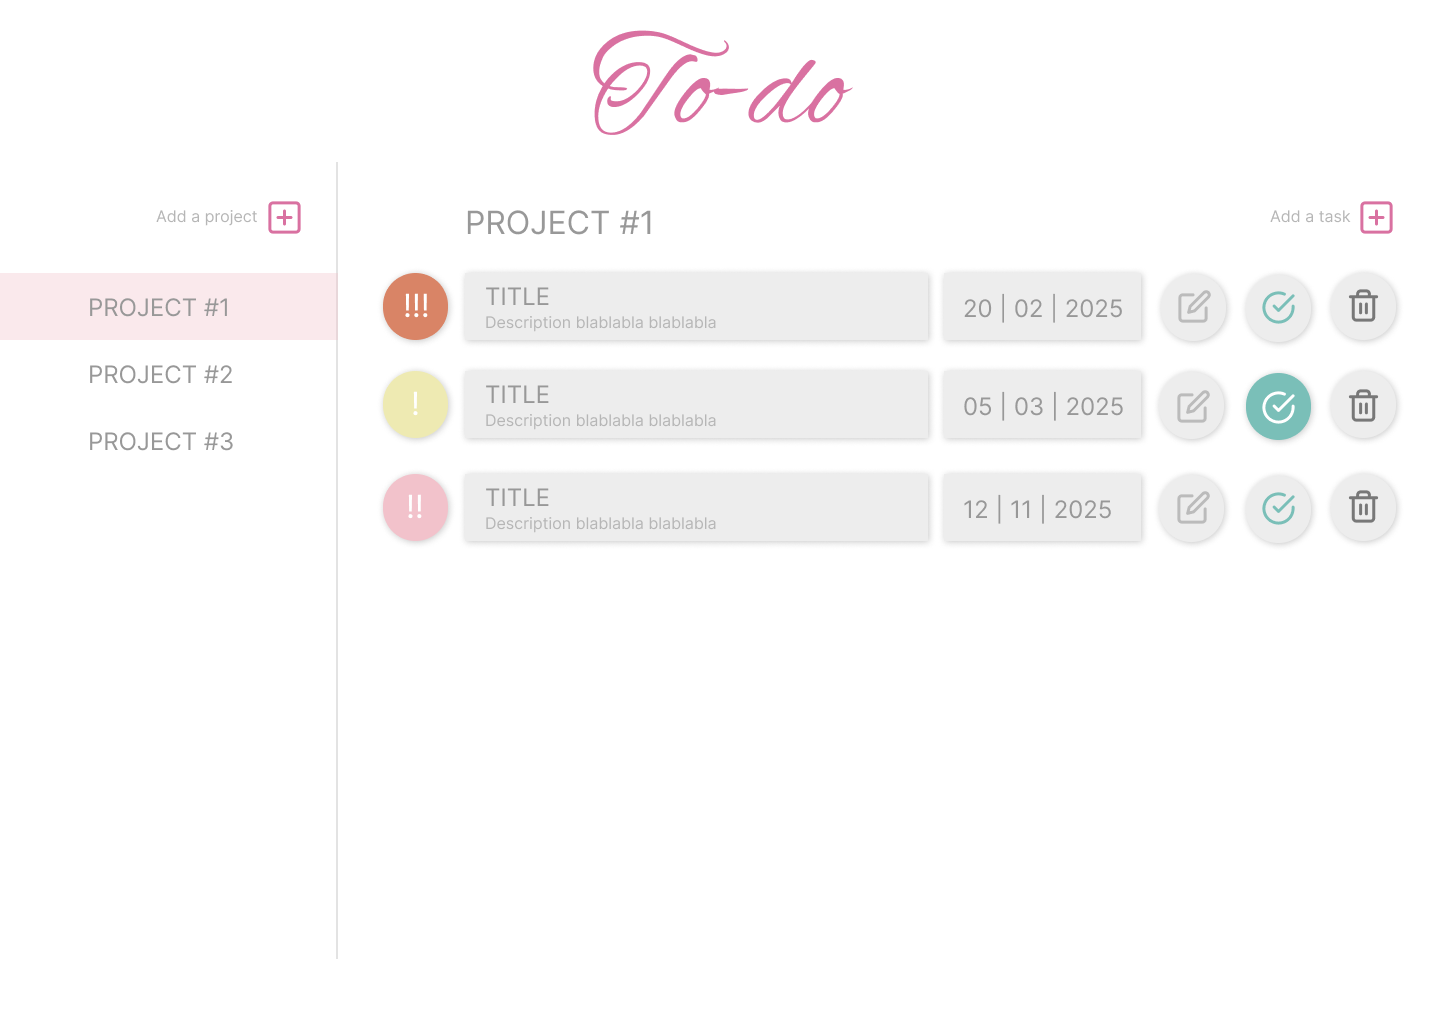 To-do
Add a project
PROJECT #1
PROJECT #2
PROJECT #3
PROJECT #1
Add a task
!!!
TITLE
Description blablabla blablabla
20 | 02 | 2025
!
TITLE
Description blablabla blablabla
05 | 03 | 2025
!!
TITLE
Description blablabla blablabla
12 | 11 | 2025